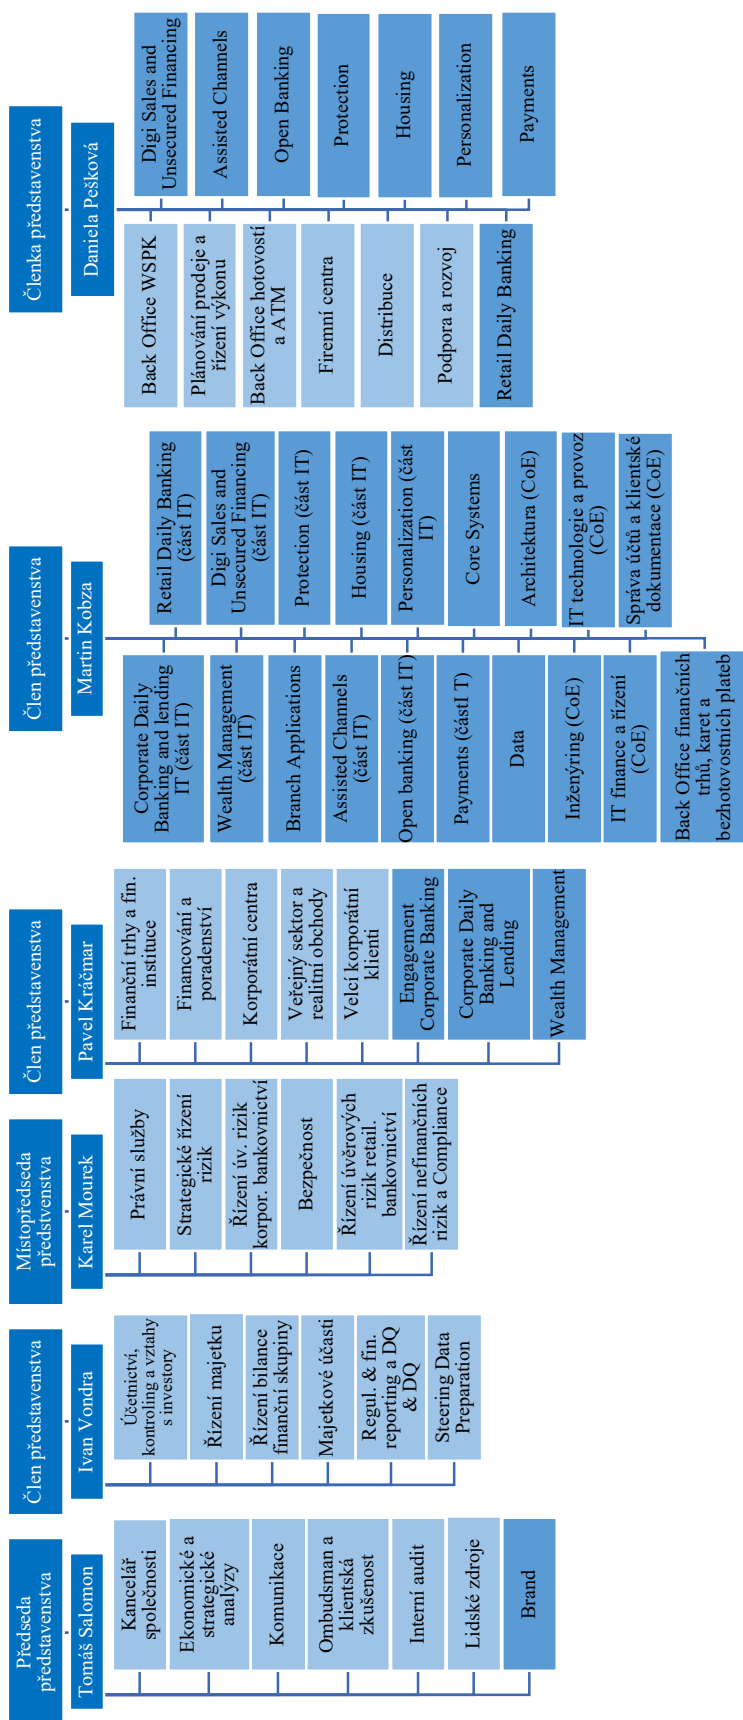 Předseda
představenstva
Tomáš Salomon
Kancelář
společnosti
Ekonomické a
strategické
analýzy
Komunikace
Ombudsman a
klientská
zkušenost
Interní audit
Lidské zdroje
Brand
Člen představenstva
Ivan Vondra
Účetnictví,
kontroling a vztahy
s investory
Řízení majetku
Řízení bilance
finanční skupiny
Majetkové účasti
Regul. & fin.
reporting a DQ
& DQ
Steering Data
Preparation
Místopředseda
předstvenstva
Karel Mourek
Právní služby
Strategické řízení
rizik
Řízení úv. rizik
korpor. bankovnictví
Bezpečnost
Řízení úvěrových
rizik retail.
bankovnictví
Řízení nefinančních
rizik a Compliance
Člen představenstva
Pavel Kráčmar
Finanční trhy a fin.
instituce
Financování a
poradenství
Korporátní centra
Veřejný sektor a
realitní obchody
Velcí korporátní
klienti
Engagement
Corporate Banking
Corporate Daily
Banking and
Lending
Wealth Management
Člen představenstva
Martin Kobza
Corporate Daily
Banking and lending
IT (část IT)
Retail Daily Banking
(část IT)
Wealth Management
(část IT)
Digi Sales and
Unsecured Financing
(část IT)
Branch Applications
Protection (část IT)
Assisted Channels
(část IT)
Housing (část IT)
Open banking (část IT)
Personalization (část
IT)
Payments (částI T)
Core Systems
Data
Architektura (CoE)
Inženýring (CoE)
IT technologie a provoz
(CoE)
IT finance a řízení
(CoE)
Správa účtů a klientské
dokumentace (CoE)
Back Office finančních
trhů, karet a
bezhotovostních plateb
Členka představenstva
Daniela Pešková
Back Office WSPK
Digi Sales and
Unsecured Financing
Plánování prodeje a
řízení výkonu
Assisted Channels
Back Office hotovostí
a ATM
Open Banking
Firemní centra
Protection
Distribuce
Housing
Podpora a rozvoj
Personalization
Retail Daily Banking
Payments